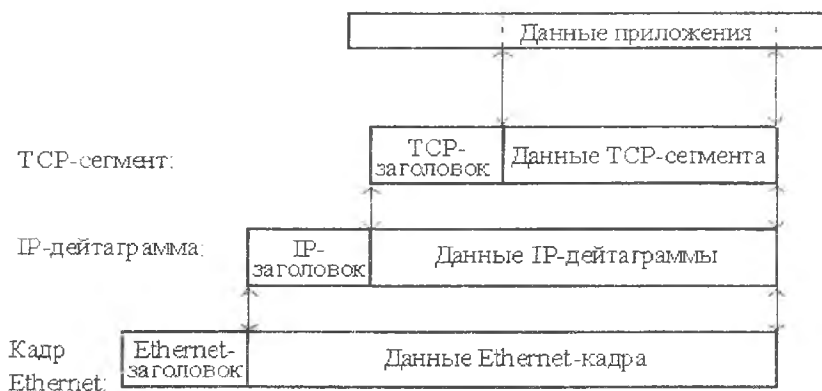 Данные приложения
TCP-сегмент:
TCP-
заголовок
Данные TCP-сегмента
IP-дейтаграмма:
IP-
заголовок
Данные IP-дейтаграммы
Кадр
Ethernet:
Ethernet-
заголовок
Данные Ethernet-кадра